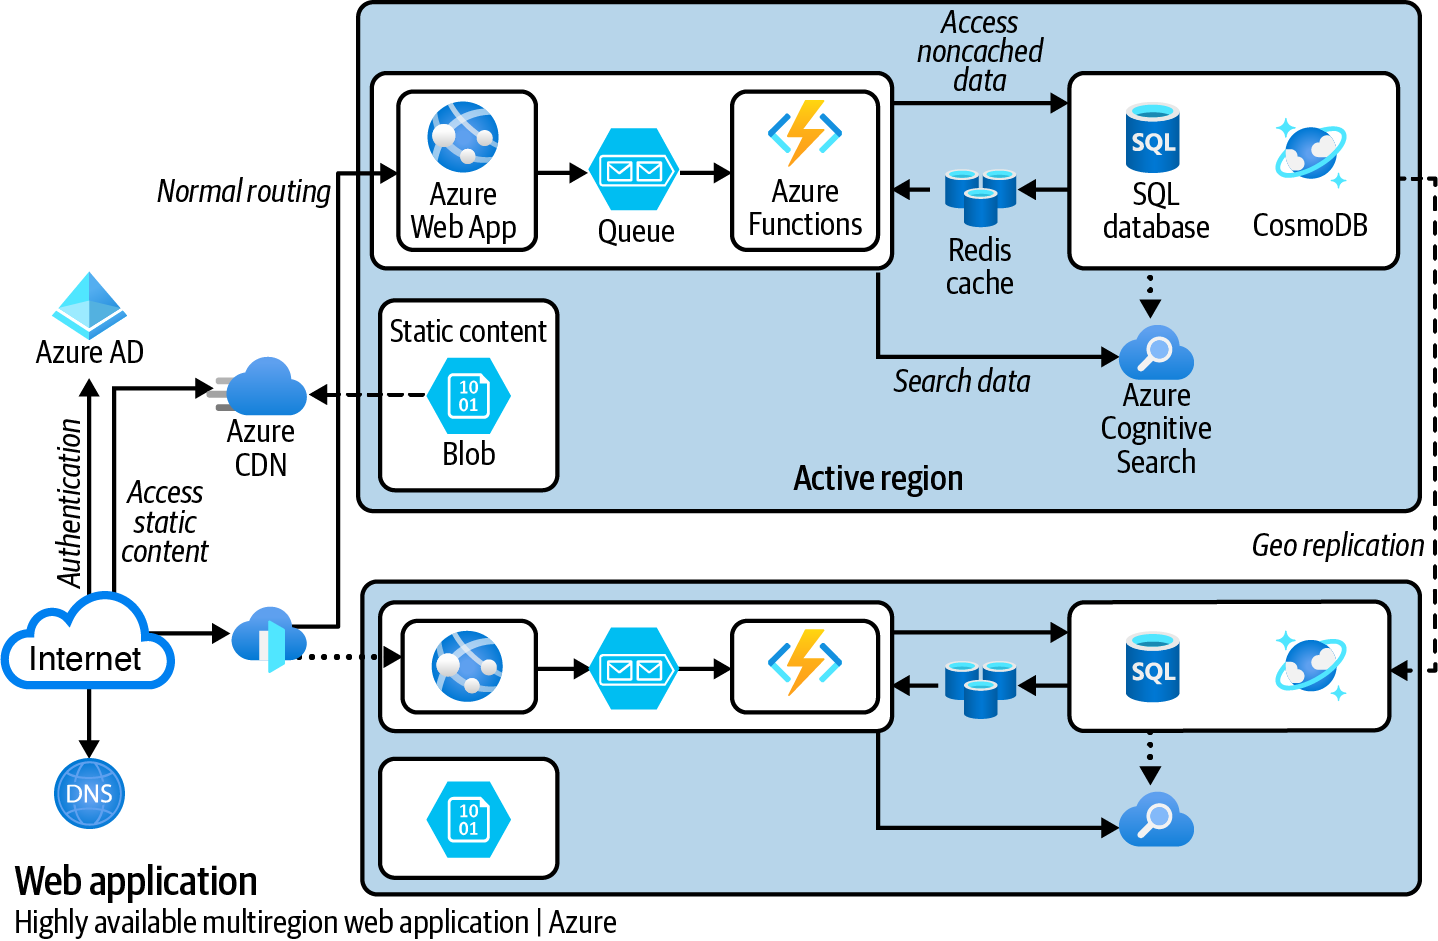 Access
noncached
data
Normal routing
Azure
Web App
Queue
Azure
Functions
Redis
cache
SQL
SQL
database
CosmoDB
Azure AD
Static content
10
01
Blob
Search data
Azure
Cognitive
Search
Azure
CDN
Active region
Authentication
Access
static
content
Geo replication
Internet
SQL
DNS
10
01
Web application
Highly available multiregion web application | Azure